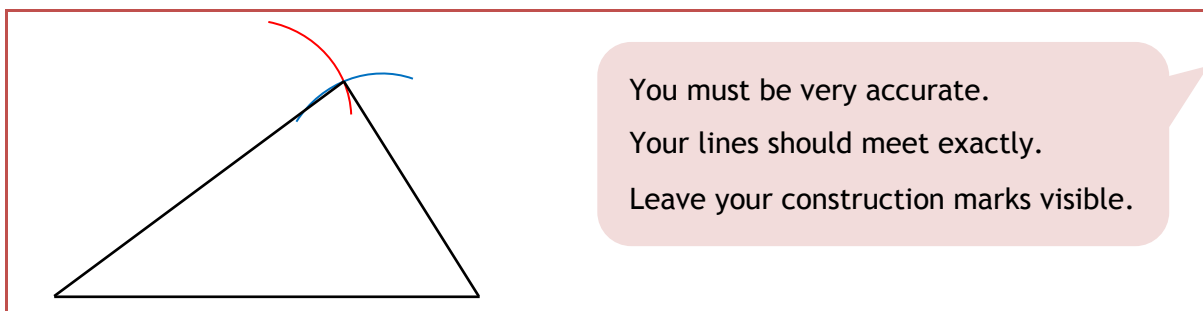 You must be very accurate.
Your lines should meet exactly.
Leave your construction marks visible.